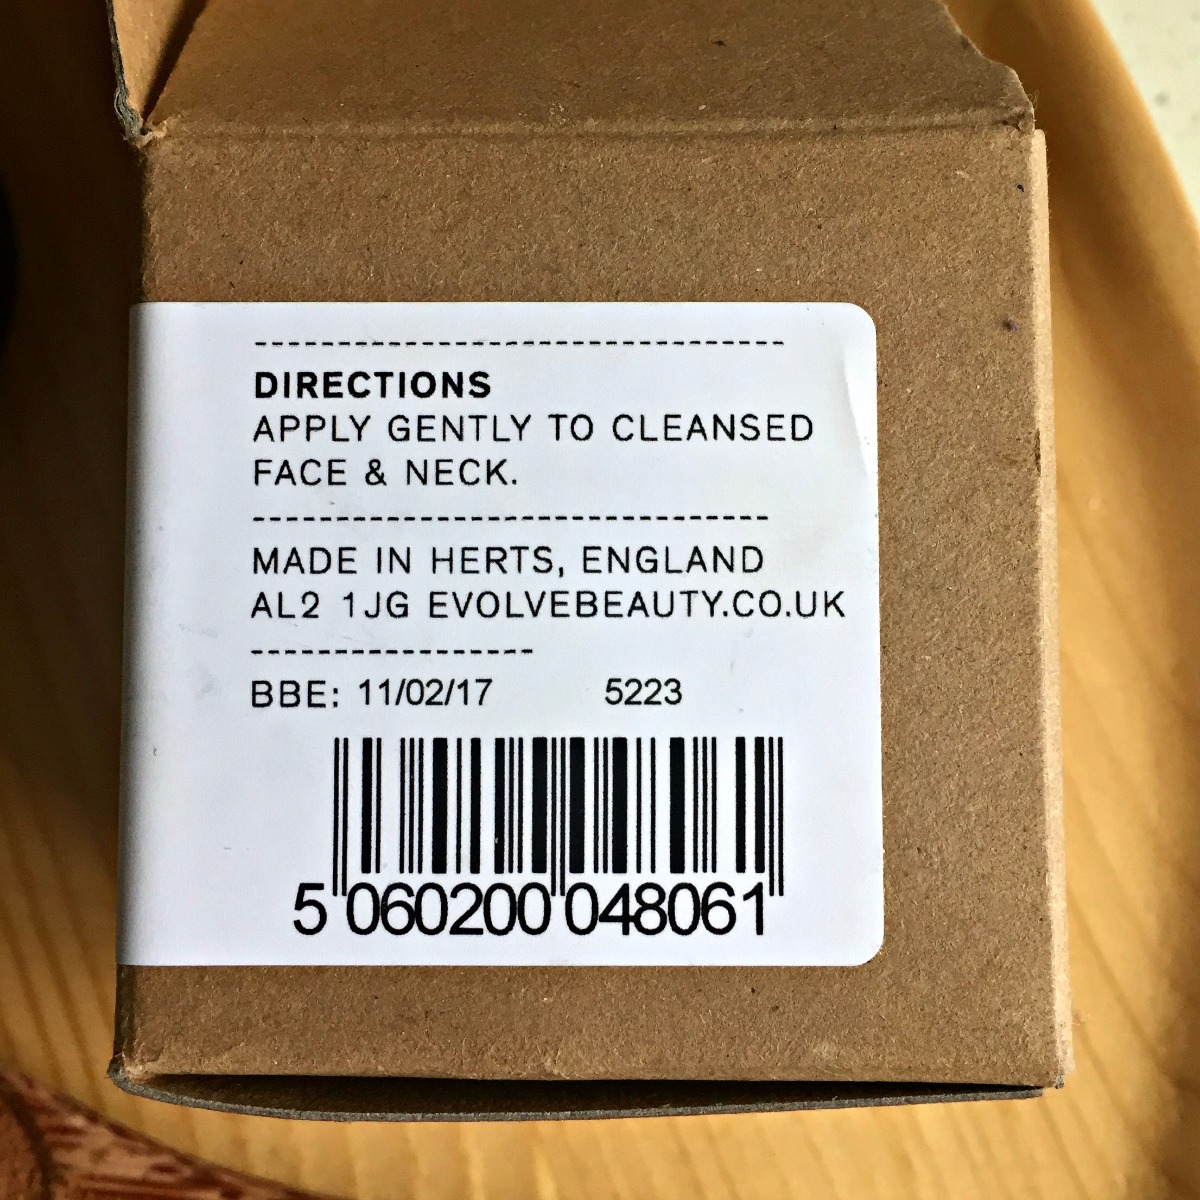 DIRECTIONS
APPLY GENTLY TO CLEANSED
FACE & NECK.
MADE IN HERTS, ENGLAND
AL2 1JG EVOLVEBEAUTY.CO.UK
BBE: 11/02/17 5223
5 060200 048061